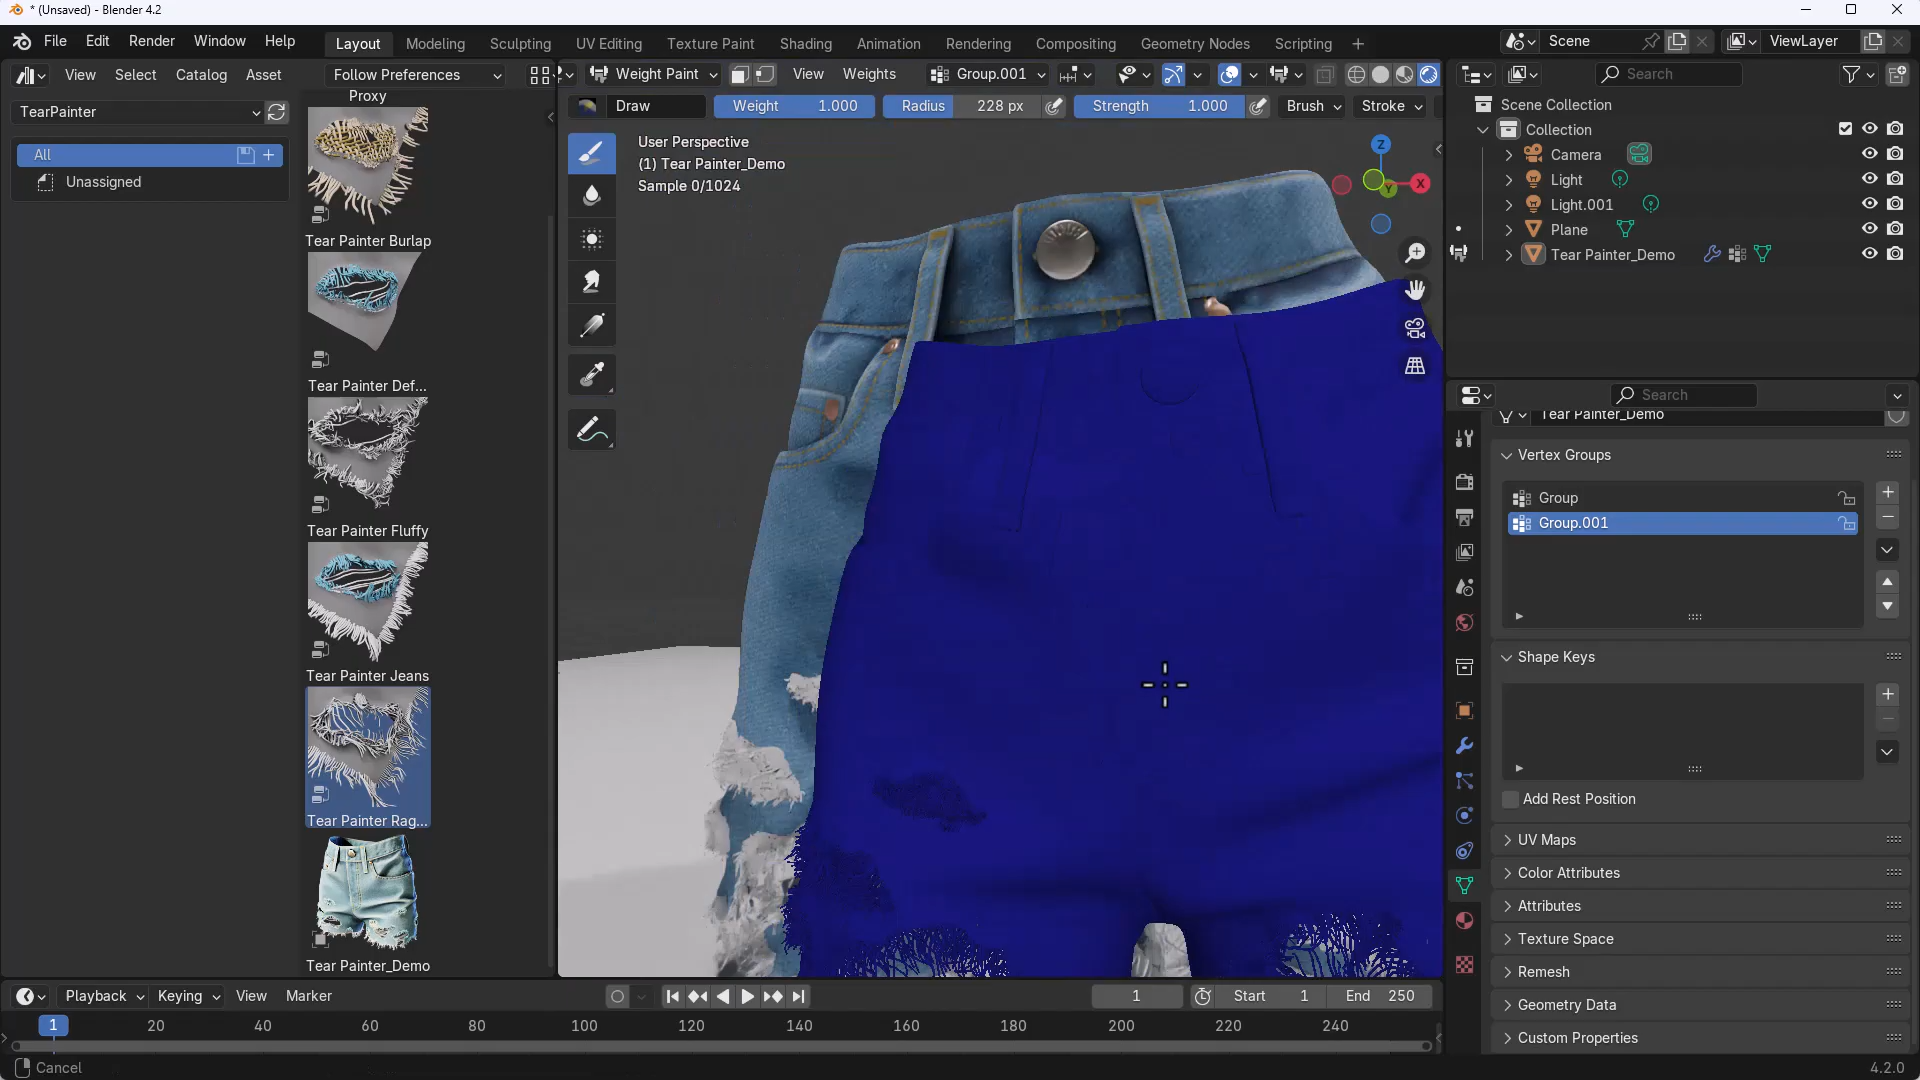 * (Unsaved) - Blender 4.2
File Edit Render Window Help
Layout Modeling Sculpting UV Editing Texture Paint Shading Animation Rendering Compositing Geometry Nodes Scripting +
Scene
ViewLayer
View Select Catalog Asset Follow Preferences
Weight Paint View Weights Group.001
Search
TearPainter
Draw Weight 1.000 Radius 228 px Strength 1.000 Brush Stroke
All
Unassigned
Proxy
Tear Painter Burlap
Tear Painter Def...
Tear Painter Fluffy
Tear Painter Jeans
Tear Painter Rag...
Tear Painter_Demo
User Perspective
(1) Tear Painter_Demo
Sample 0/1024
Z
X
Y
Scene Collection
Collection
Camera
Light
Light.001
Plane
Tear Painter_Demo
Search
Tear Painter_Demo
Vertex Groups
Group
Group.001
Shape Keys
Add Rest Position
UV Maps
Color Attributes
Attributes
Texture Space
Remesh
Geometry Data
Custom Properties
Playback Keying View Marker
1 Start 1 End 250
1 20 40 60 80 100 120 140 160 180 200 220 240
Cancel
4.2.0